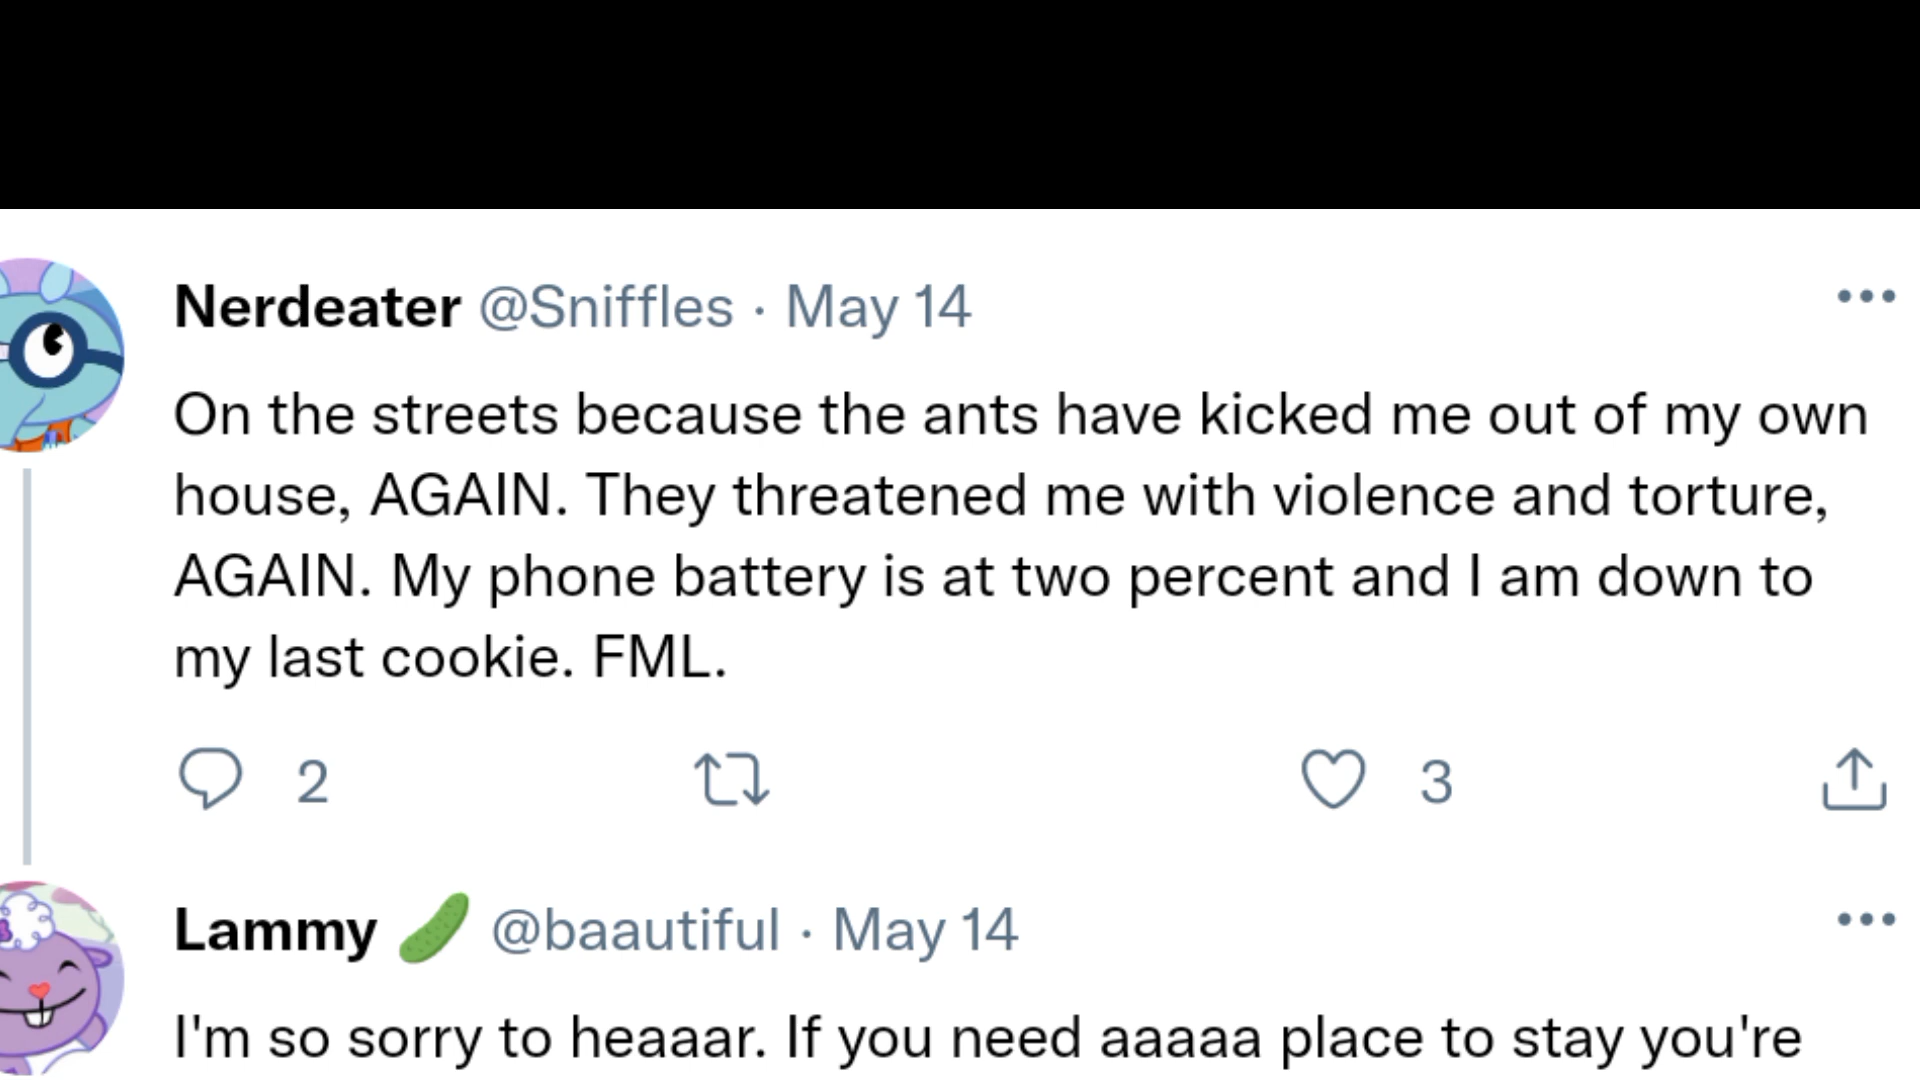 Nerdeater @Sniffles · May 14
On the streets because the ants have kicked me out of my own
house, AGAIN. They threatened me with violence and torture,
AGAIN. My phone battery is at two percent and I am down to
my last cookie. FML.
2 3
Lammy 🥒 @baautiful · May 14
I'm so sorry to heaaar. If you need aaaaa place to stay you're